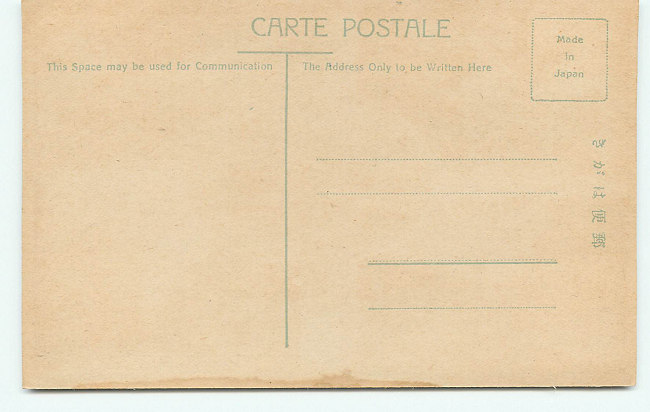 CARTE POSTALE
This Space may be used for Communication
The Address Only to be Written Here
Made
in
Japan
きがは便郵